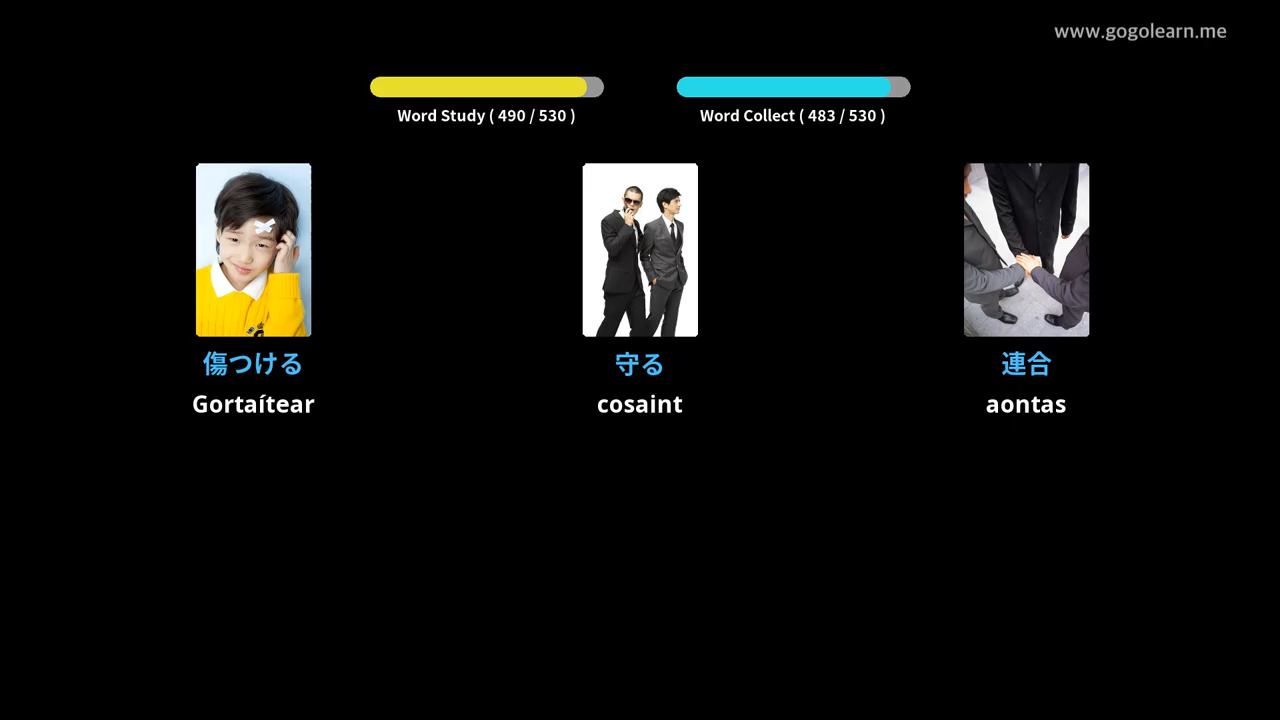 www.gogolearn.me
Word Study ( 490 / 530 )
Word Collect ( 483 / 530 )
傷つける
守る
連合
Gortaítear
cosaint
aontas